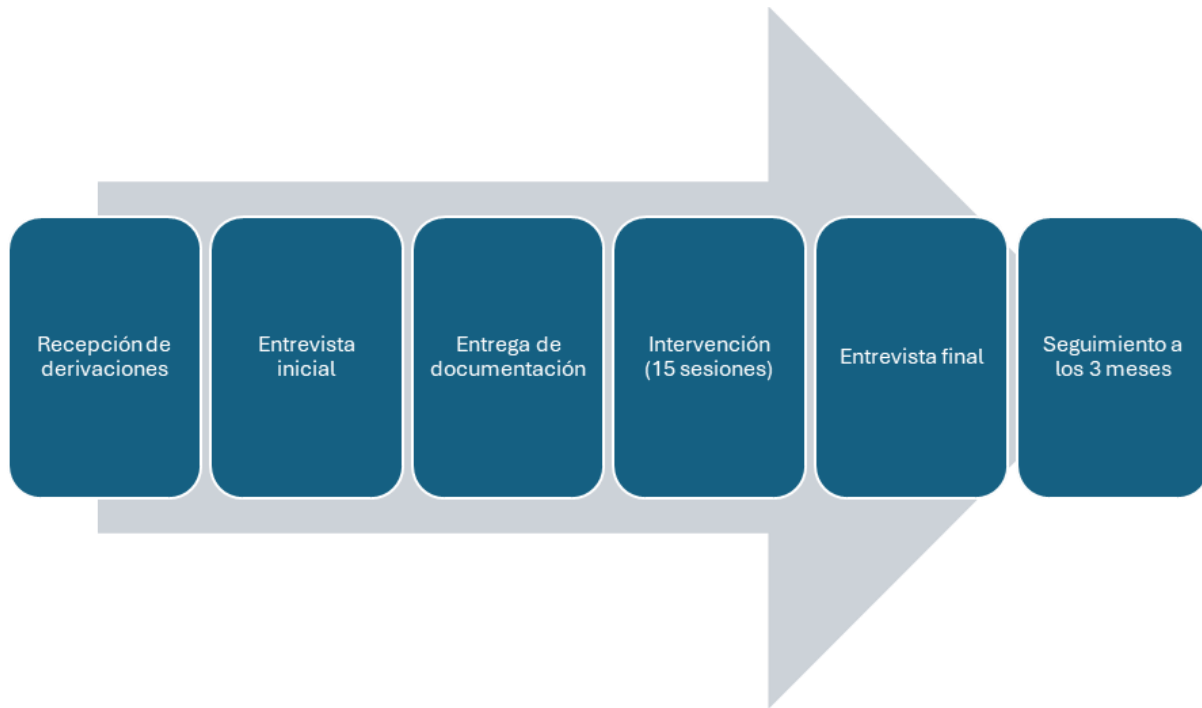 Recepción de
derivaciones
Entrevista
inicial
Entrega de
documentación
Intervención
(15 sesiones)
Entrevista final
Seguimiento a
los 3 meses